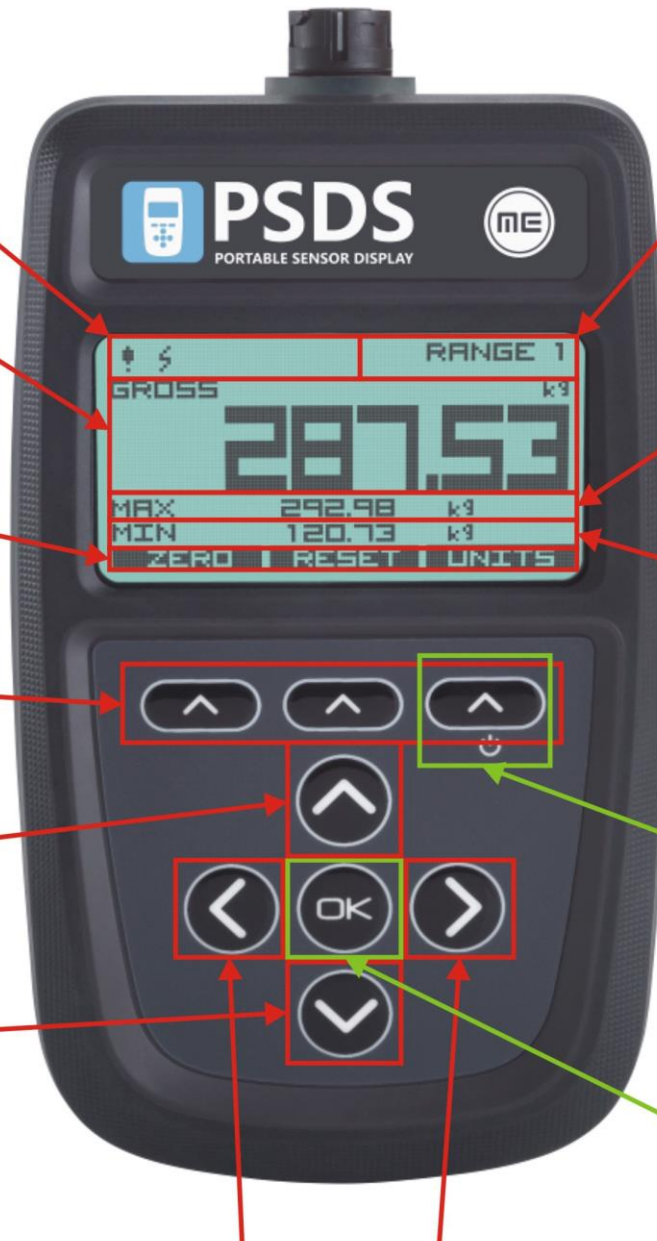 PSDS
PORTABLE SENSOR DISPLAY
ME
RANGE 1
GROSS kg
287.53
MAX 292.98 kg
MIN 120.73 kg
ZERO | RESET | UNITS
OK